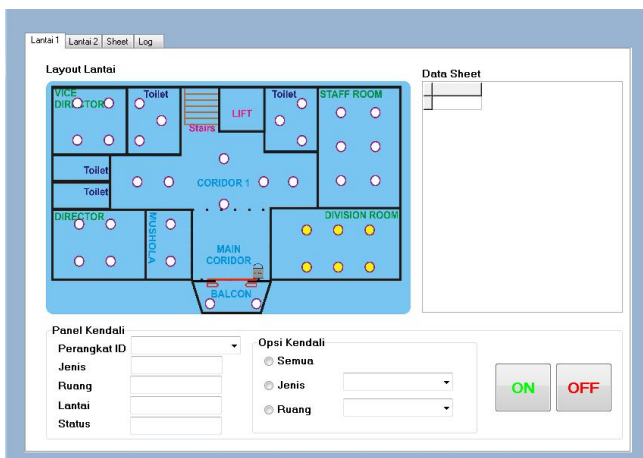 Lantai 1 Lantai 2 Sheet Log
Layout Lantai
Data Sheet
VICE
DIRECTOR
Toilet
Stairs
LIFT
Toilet
STAFF ROOM
Toilet
Toilet
CORIDOR 1
DIRECTOR
MUSHOLA
MAIN
CORIDOR
DIVISION ROOM
BALCON
Panel Kendali
Perangkat ID
Jenis
Ruang
Lantai
Status
Opsi Kendali
Semua
Jenis
Ruang
ON
OFF